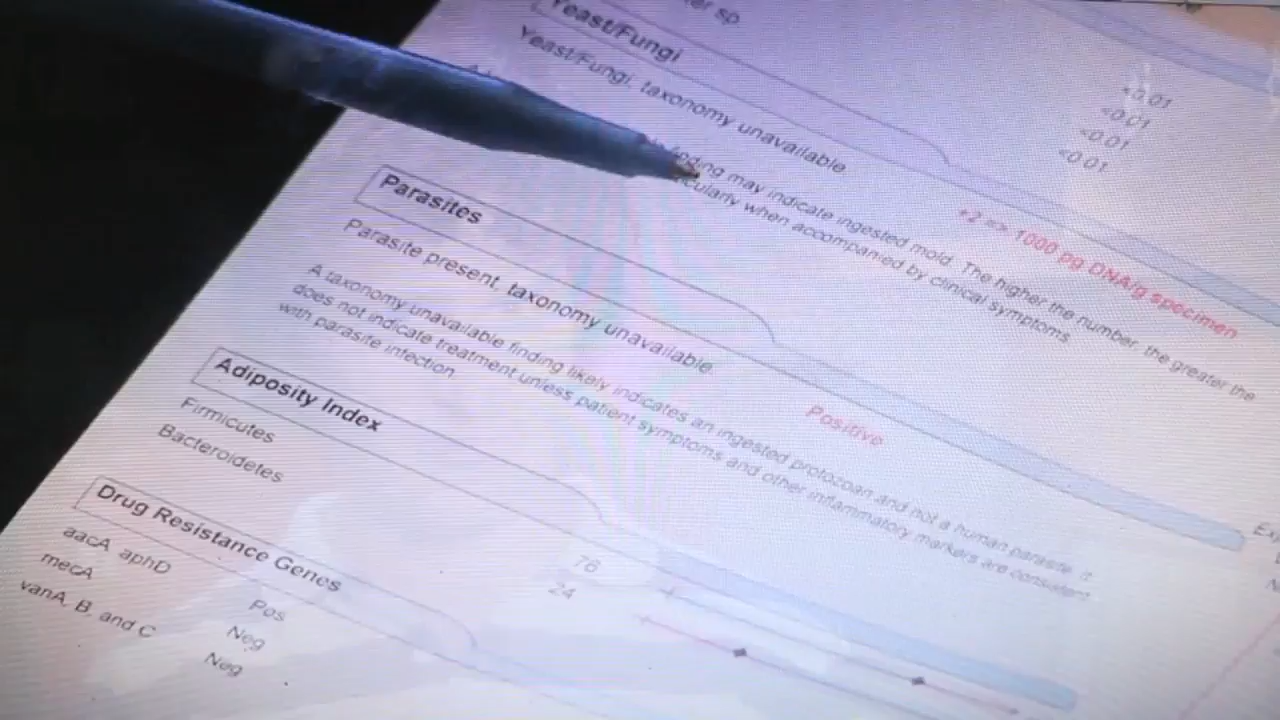 sp
<0.01
<0.01
<0.01
<0.01
Yeast/Fungi
Yeast/Fungi, taxonomy unavailable
+2 => 1000 pg DNA/g specimen
finding may indicate ingested mold. The higher the number, the greater the
when accompanied by clinical symptoms.
Parasites
Parasite present, taxonomy unavailable
Positive
A taxonomy unavailable finding likely indicates an ingested protozoan and not a human parasite. It
does not indicate treatment unless patient symptoms and other inflammatory markers are consistent
with parasite infection.
Adiposity Index
Firmicutes 76
Bacteroidetes 24
Drug Resistance Genes
aacA, aphD Pos
mecA Neg
vanA, B, and C Neg